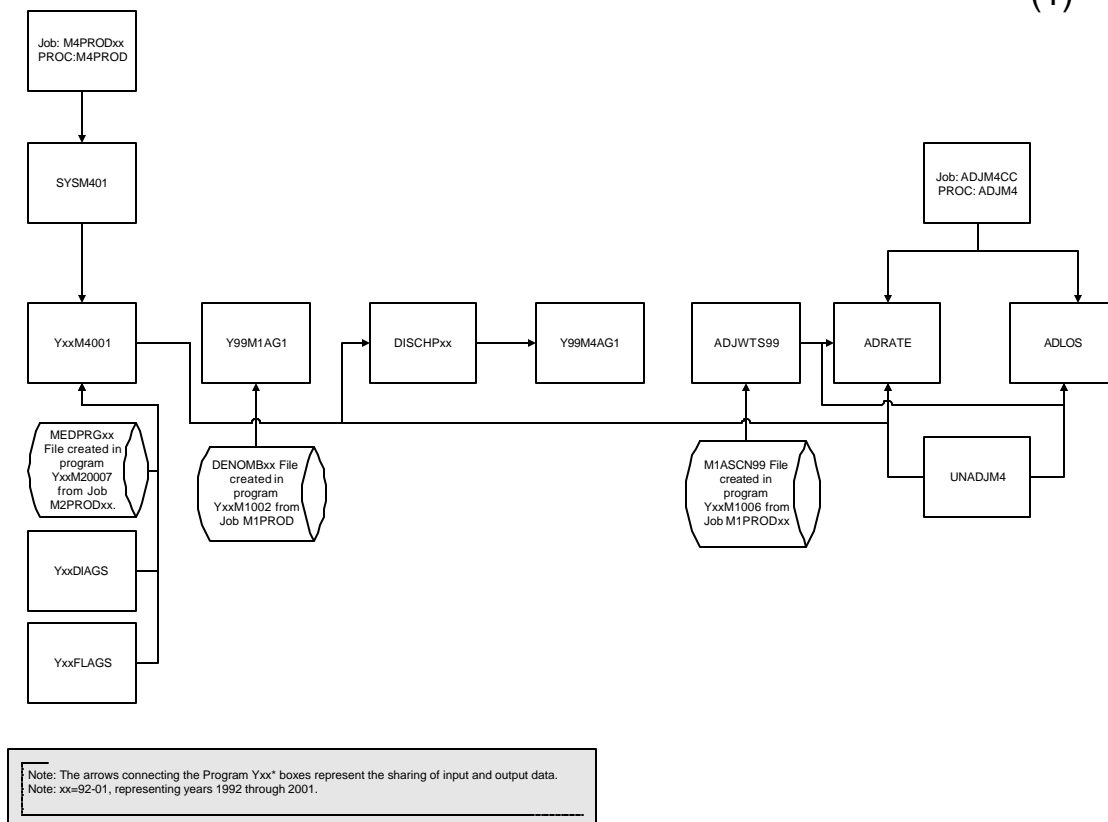 (1)
Job: M4PRODxx
PROC:M4PROD
SYSM401
Job: ADJM4CC
PROC: ADJM4
YxxM4001
Y99M1AG1
DISCHPxx
Y99M4AG1
ADJWTS99
ADRATE
ADLOS
MEDPRGxx
File created in
program
YxxM20007
from Job
M2PRODxx.
DENOMBxx File
created in
program
YxxM1002 from
Job M1PROD
M1ASCN99 File
created in
program
YxxM1006 from
Job M1PRODxx
UNADJM4
YxxDIAGS
YxxFLAGS
Note: The arrows connecting the Program Yxx* boxes represent the sharing of input and output data.
Note: xx=92-01, representing years 1992 through 2001.